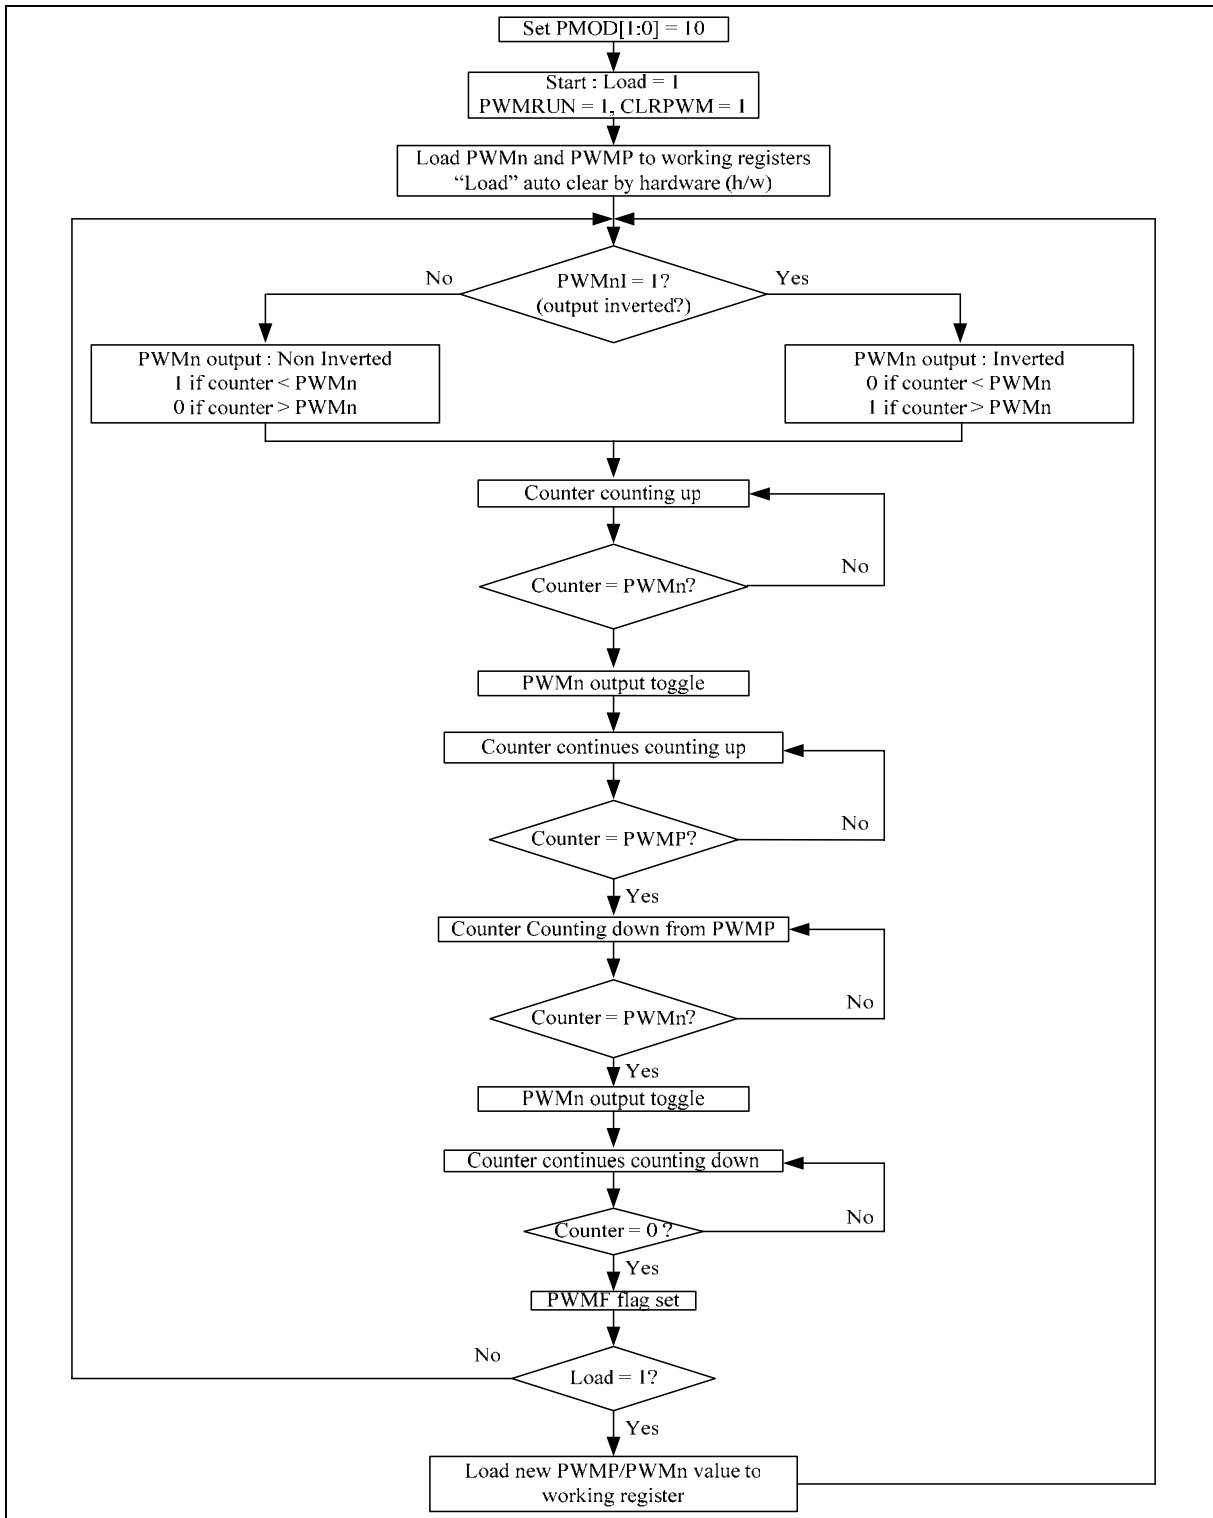 Set PMOD[1:0] = 10
Start : Load = 1
PWMRUN = 1, CLRPWM = 1
Load PWMn and PWMP to working registers
“Load” auto clear by hardware (h/w)
PWMnI = 1?
(output inverted?)
No
Yes
PWMn output : Non Inverted
1 if counter < PWMn
0 if counter > PWMn
PWMn output : Inverted
0 if counter < PWMn
1 if counter > PWMn
Counter counting up
Counter = PWMn?
No
PWMn output toggle
Counter continues counting up
Counter = PWMP?
No
Yes
Counter Counting down from PWMP
Counter = PWMn?
No
Yes
PWMn output toggle
Counter continues counting down
Counter = 0 ?
No
Yes
PWMF flag set
Load = 1?
No
Yes
Load new PWMP/PWMn value to
working register